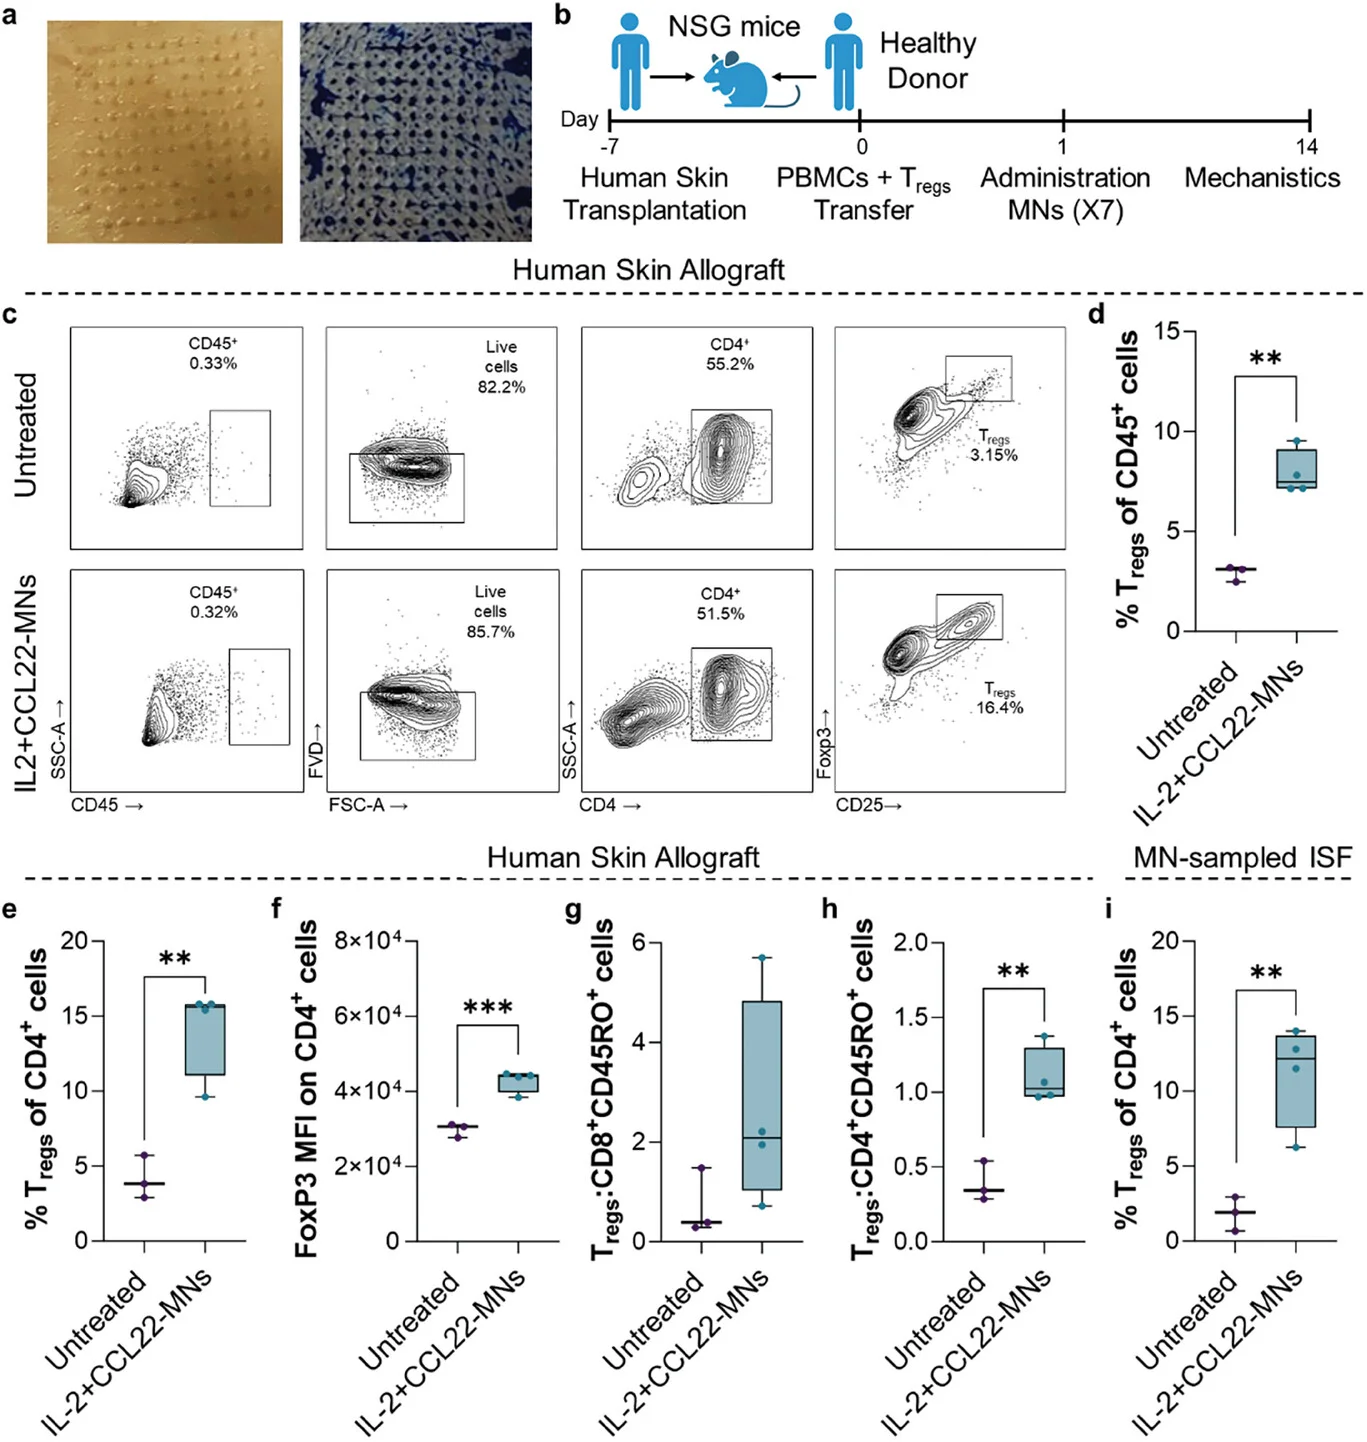 a
b
NSG mice
Healthy
Donor
Day
-7
0
1
14
Human Skin
Transplantation
PBMCs + Tregs
Transfer
Administration
MNs (X7)
Mechanistics
Human Skin Allograft
c
Untreated
CD45+
0.33%
Live
cells
82.2%
CD4+
55.2%
Tregs
3.15%
IL2+CCL22-MNs
CD45+
0.32%
Live
cells
85.7%
CD4+
51.5%
Tregs
16.4%
SSC-A →
CD45 →
FVD→
FSC-A →
SSC-A →
CD4 →
Foxp3→
CD25→
d
% Tregs of CD45+ cells
15
10
5
0
**
Untreated
IL-2+CCL22-MNs
Human Skin Allograft
MN-sampled ISF
e
% Tregs of CD4+ cells
20
15
10
5
0
**
Untreated
IL-2+CCL22-MNs
f
FoxP3 MFI on CD4+ cells
8×10⁴
6×10⁴
4×10⁴
2×10⁴
0
***
Untreated
IL-2+CCL22-MNs
g
Tregs:CD8+CD45RO+ cells
6
4
2
0
Untreated
IL-2+CCL22-MNs
h
Tregs:CD4+CD45RO+ cells
2.0
1.5
1.0
0.5
0.0
**
Untreated
IL-2+CCL22-MNs
i
% Tregs of CD4+ cells
20
15
10
5
0
**
Untreated
IL-2+CCL22-MNs